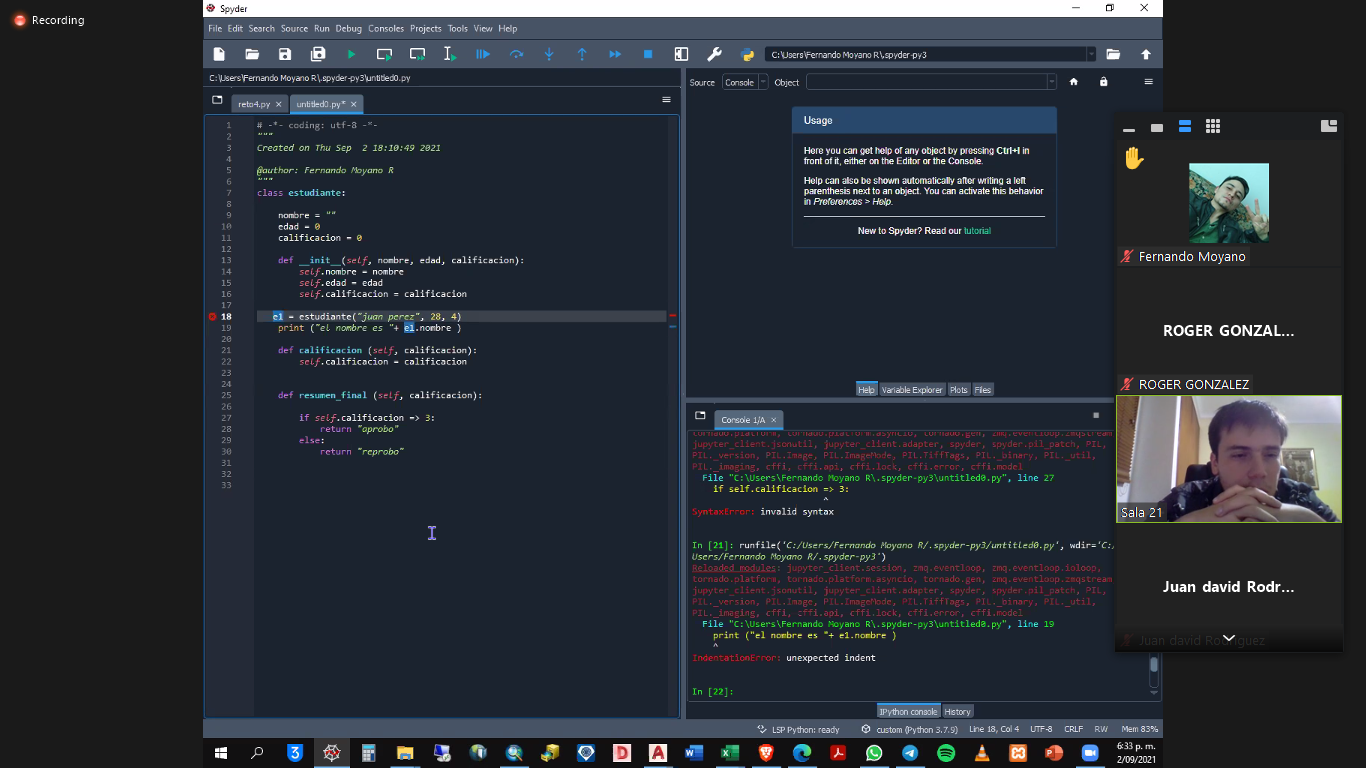 Recording
Spyder
File Edit Search Source Run Debug Consoles Projects Tools View Help
C:\Users\Fernando Moyano R\.spyder-py3
C:\Users\Fernando Moyano R\.spyder-py3\untitled0.py
reto4.py
untitled0.py*
1 # -*- coding: utf-8 -*-
2 """
3 Created on Thu Sep  2 18:10:49 2021
4
5 @author: Fernando Moyano R
6 """
7 class estudiante:
8
9 nombre = ""
10 edad = 0
11 calificacion = 0
12
13 def __init__(self, nombre, edad, calificacion):
14 self.nombre = nombre
15 self.edad = edad
16 self.calificacion = calificacion
17
18 e1 = estudiante("juan perez", 28, 4)
19 print ("el nombre es "+ e1.nombre )
20
21 def calificacion (self, calificacion):
22 self.calificacion = calificacion
23
24
25 def resumen_final (self, calificacion):
26
27 if self.calificacion => 3:
28 return "aprobo"
29 else:
30 return "reprobo"
31
32
33
Source Console Object
Usage
Here you can get help of any object by pressing Ctrl+I in
front of it, either on the Editor or the Console.
Help can also be shown automatically after writing a left
parenthesis next to an object. You can activate this behavior
in Preferences > Help.
New to Spyder? Read our tutorial
Help Variable Explorer Plots Files
Console 1/A
tornado.platform, tornado.platform.asyncio, tornado.gen, zmq.eventloop.zmqstream
jupyter_client.jsonutil, jupyter_client.adapter, spyder, spyder.pil_patch, PIL,
PIL._version, PIL.Image, PIL.ImageMode, PIL.TiffTags, PIL._binary, PIL._util,
PIL._imaging, cffi, cffi.api, cffi.lock, cffi.error, cffi.model
File "C:\Users\Fernando Moyano R\.spyder-py3\untitled0.py", line 27
if self.calificacion => 3:
^
SyntaxError: invalid syntax
In [21]: runfile('C:/Users/Fernando Moyano R/.spyder-py3/untitled0.py', wdir='C:/
Users/Fernando Moyano R/.spyder-py3')
Reloaded modules: jupyter_client.session, zmq.eventloop, zmq.eventloop.ioloop,
tornado.platform, tornado.platform.asyncio, tornado.gen, zmq.eventloop.zmqstream
jupyter_client.jsonutil, jupyter_client.adapter, spyder, spyder.pil_patch, PIL,
PIL._version, PIL.Image, PIL.ImageMode, PIL.TiffTags, PIL._binary, PIL._util,
PIL._imaging, cffi, cffi.api, cffi.lock, cffi.error, cffi.model
File "C:\Users\Fernando Moyano R\.spyder-py3\untitled0.py", line 19
print ("el nombre es "+ e1.nombre )
^
IndentationError: unexpected indent
In [22]:
IPython console History
LSP Python: ready custom (Python 3.7.9) Line 18, Col 4 UTF-8 CRLF RW Mem 83%
6:33 p. m.
2/09/2021
Fernando Moyano
ROGER GONZAL...
ROGER GONZALEZ
Sala 21
Juan david Rodr...
Juan david Rodriguez